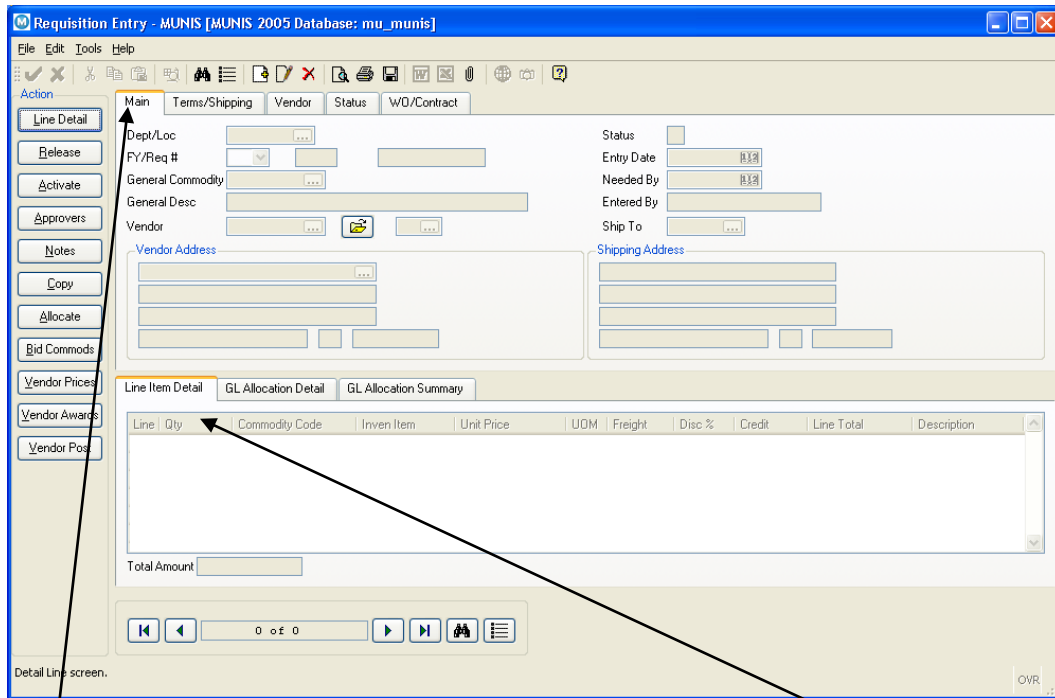 Requisition Entry - MUNIS [MUNIS 2005 Database: mu_munis]
File Edit Tools Help
Action
Line Detail
Release
Activate
Approvers
Notes
Copy
Allocate
Bid Commods
Vendor Prices
Vendor Awards
Vendor Post
Main Terms/Shipping Vendor Status WO/Contract
Dept/Loc Status
FY/Req # Entry Date
General Commodity Needed By
General Desc Entered By
Vendor Ship To
Vendor Address Shipping Address
Line Item Detail GL Allocation Detail GL Allocation Summary
Line Qty Commodity Code Inven Item Unit Price UOM Freight Disc % Credit Line Total Description
Total Amount
0 of 0
Detail Line screen. OVR